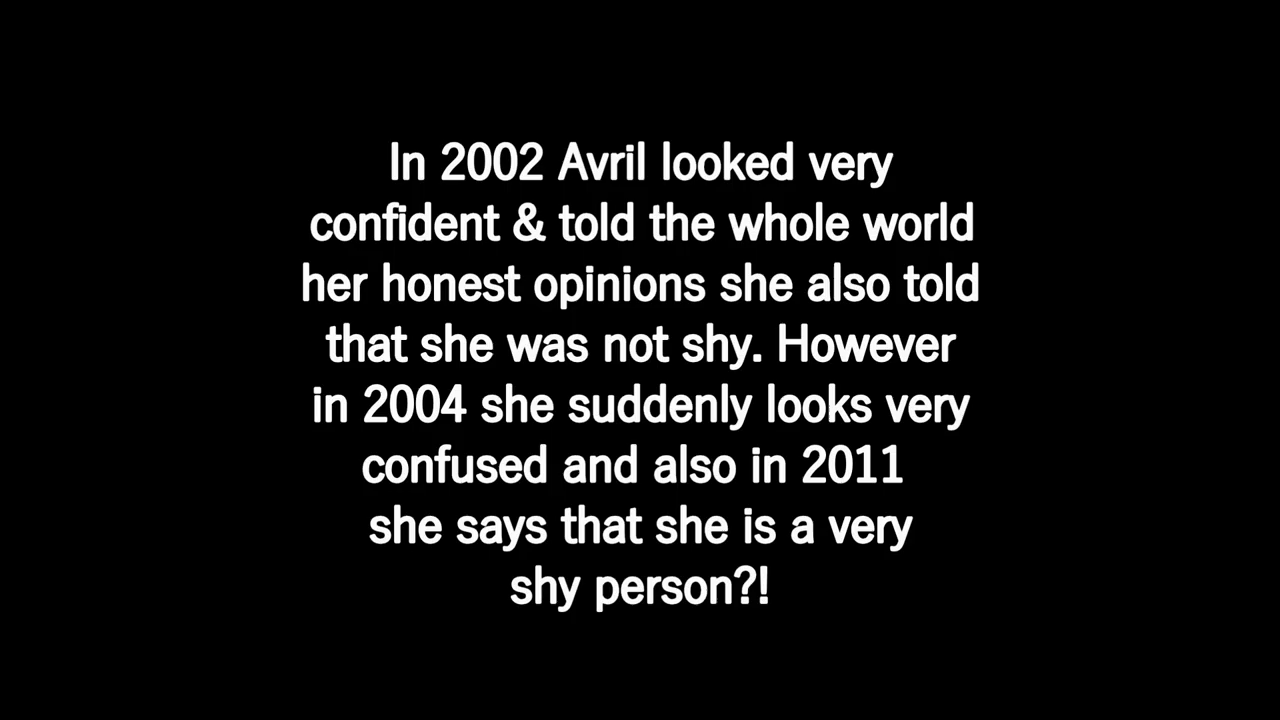 In 2002 Avril looked very
confident & told the whole world
her honest opinions she also told
that she was not shy. However
in 2004 she suddenly looks very
confused and also in 2011
she says that she is a very
shy person?!